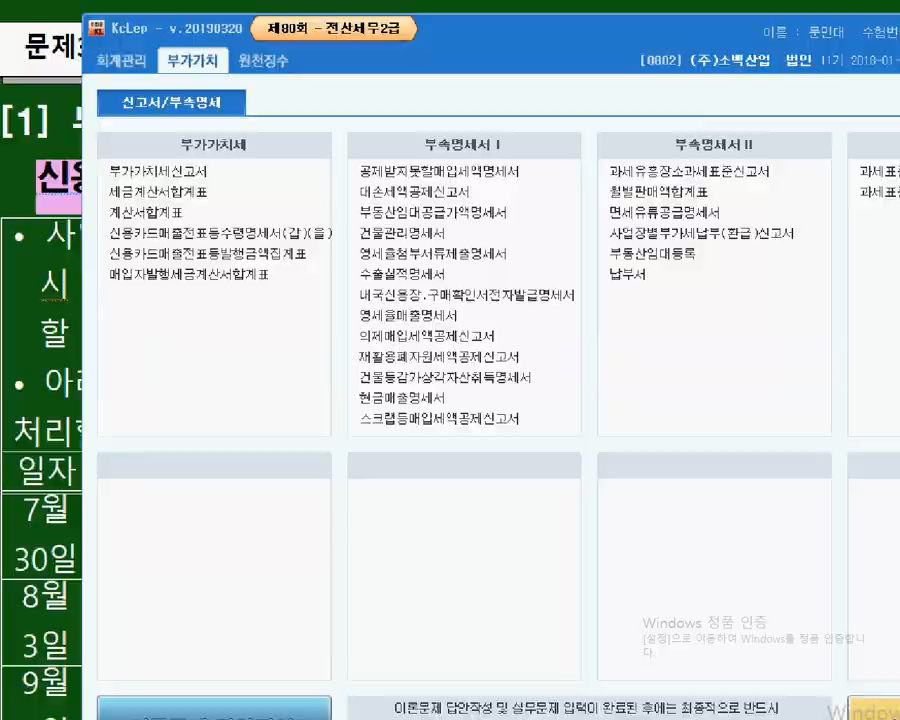 KcLep - v.20190320
제80회 - 전산세무2급
이름 : 문민대
수험번
회계관리
부가가치
원천징수
[0802] (주)소백산업 법인 2018-01-
신고서/부속명세
부가가치세
부가가치세신고서
세금계산서합계표
계산서합계표
신용카드매출전표등수령명세서(갑)(을)
신용카드매출전표등발행금액집계표
매입자발행세금계산서합계표
부속명세서 I
공제받지못할매입세액명세서
대손세액공제신고서
부동산임대공급가액명세서
건물관리명세서
영세율첨부서류제출명세서
수출실적명세서
내국신용장.구매확인서전자발급명세서
영세율매출명세서
의제매입세액공제신고서
재활용폐자원세액공제신고서
건물등감가상각자산취득명세서
현금매출명세서
스크랩등매입세액공제신고서
부속명세서 II
과세유흥장소과세표준신고서
월별판매액합계표
면세유류공급명세서
사업장별부가세납부(환급)신고서
부동산임대등록
납부서
과세표
과세표
문제3
[1] 부
신용
• 사
시
할
• 아래
처리
일자
7월
30일
8월
3일
9월
Windows 정품 인증
[설정]으로 이동하여 Windows를 정품 인증합니
다.
이론문제 답안작성 및 실무문제 입력이 완료된 후에는 최종적으로 반드시
Window